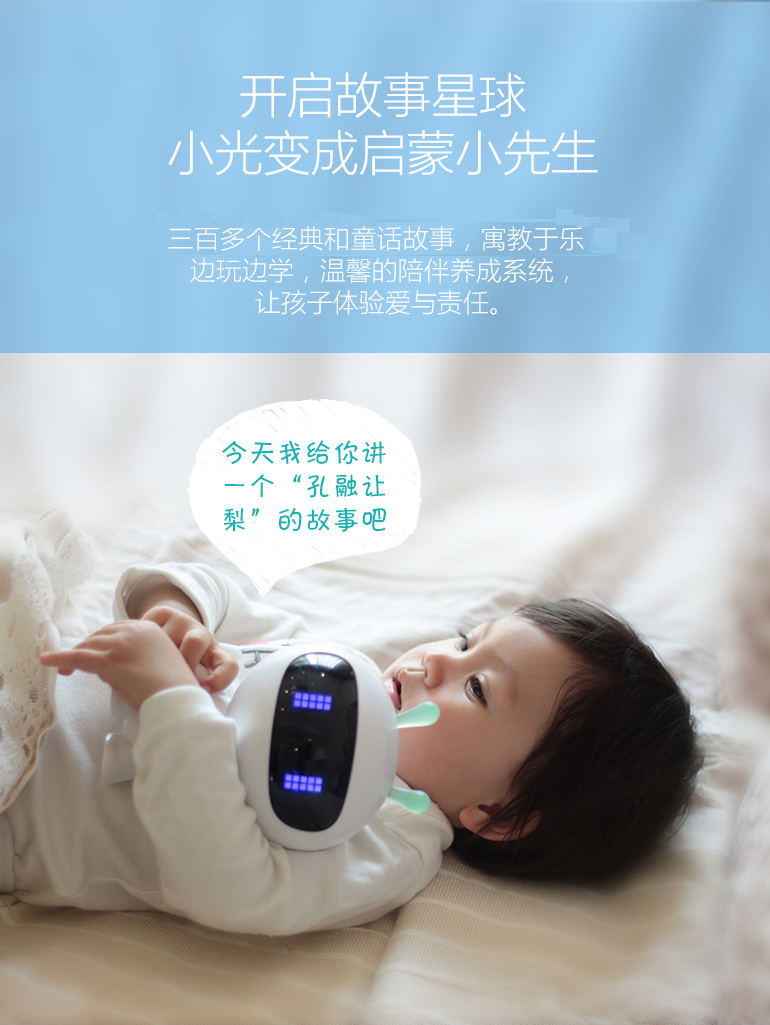 开启故事星球
小光变成启蒙小先生
三百多个经典和童话故事，寓教于乐
边玩边学，温馨的陪伴养成系统，
让孩子体验爱与责任。
今天我给你讲
一个“孔融让
梨”的故事吧